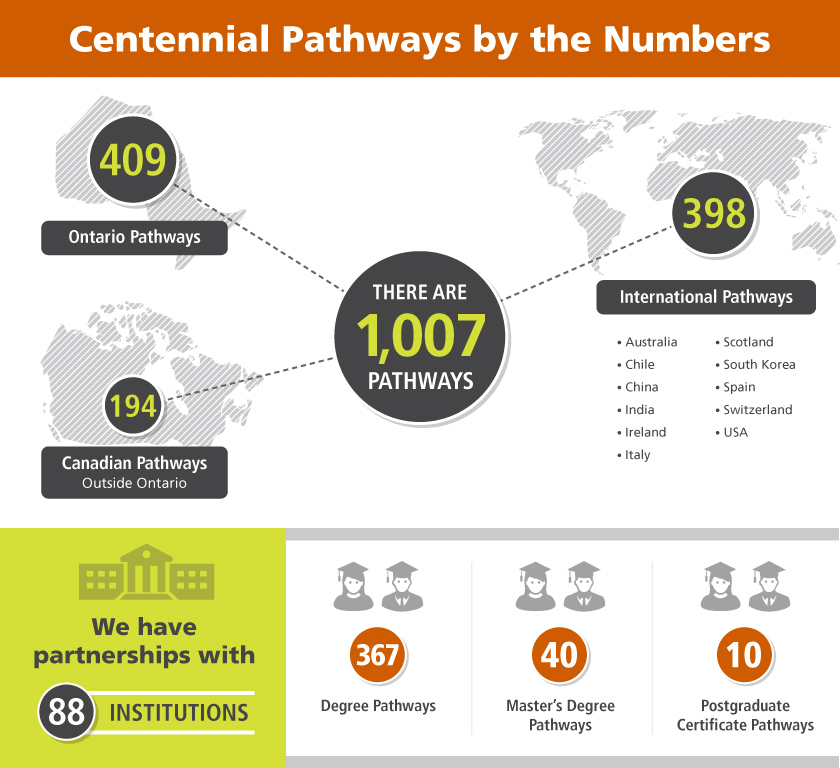 Centennial Pathways by the Numbers
409
Ontario Pathways
194
Canadian Pathways
Outside Ontario
THERE ARE
1,007
PATHWAYS
398
International Pathways
• Australia
• Chile
• China
• India
• Ireland
• Italy
• Scotland
• South Korea
• Spain
• Switzerland
• USA
We have
partnerships with
88 INSTITUTIONS
367
Degree Pathways
40
Master's Degree
Pathways
10
Postgraduate
Certificate Pathways